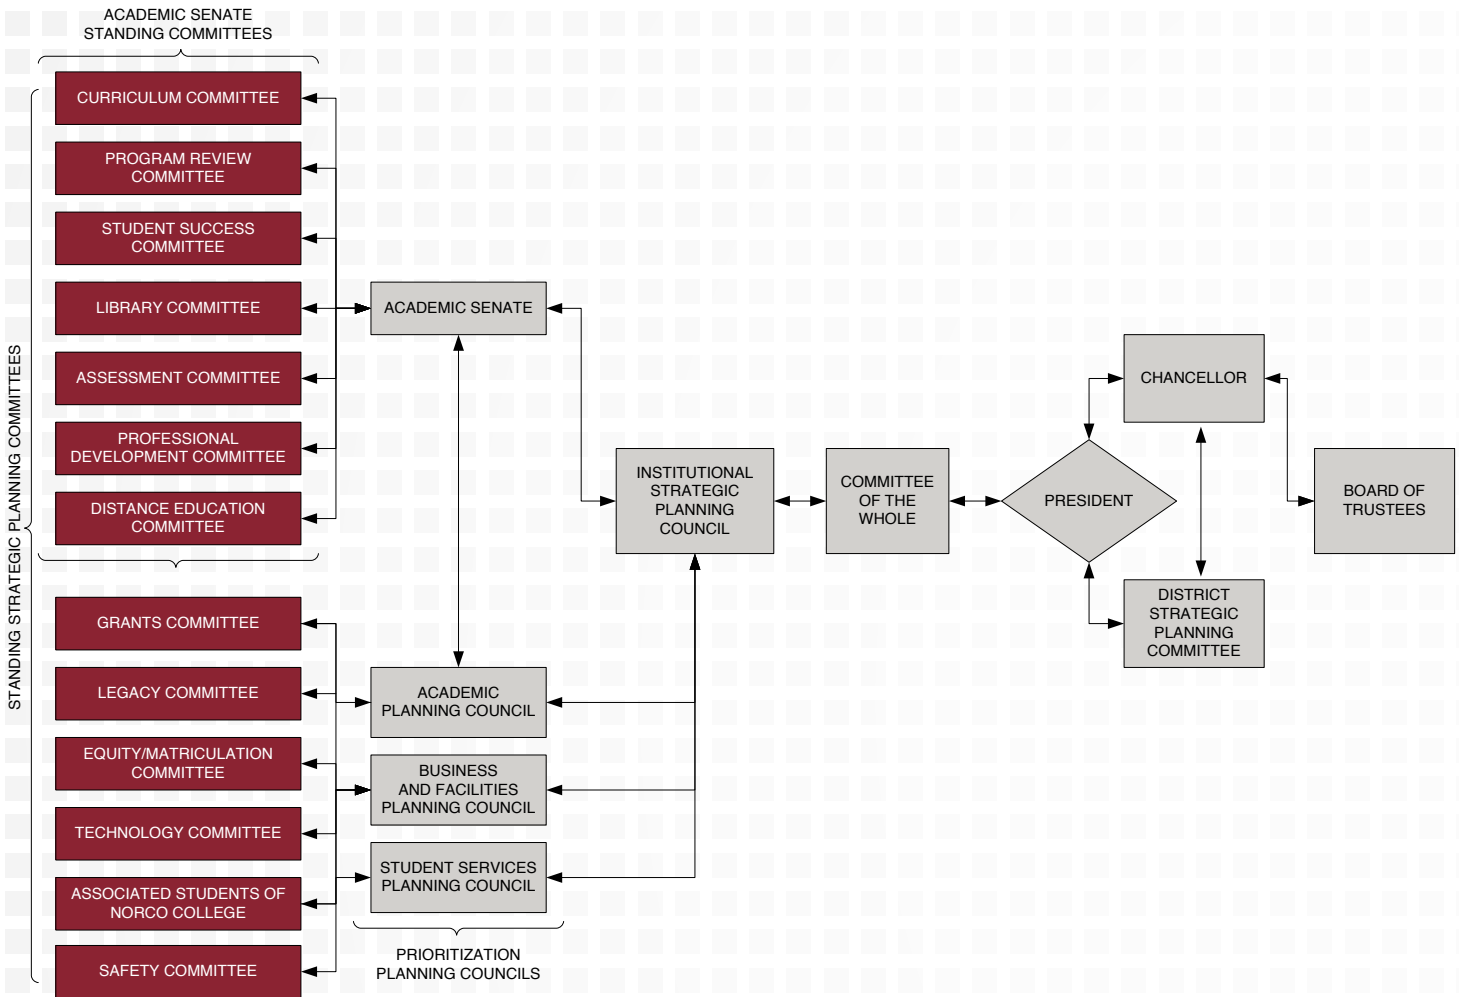 ACADEMIC SENATE
STANDING COMMITTEES
STANDING STRATEGIC PLANNING COMMITTEES
CURRICULUM COMMITTEE
PROGRAM REVIEW
COMMITTEE
STUDENT SUCCESS
COMMITTEE
LIBRARY COMMITTEE
ASSESSMENT COMMITTEE
PROFESSIONAL
DEVELOPMENT COMMITTEE
DISTANCE EDUCATION
COMMITTEE
GRANTS COMMITTEE
LEGACY COMMITTEE
EQUITY/MATRICULATION
COMMITTEE
TECHNOLOGY COMMITTEE
ASSOCIATED STUDENTS OF
NORCO COLLEGE
SAFETY COMMITTEE
ACADEMIC SENATE
ACADEMIC
PLANNING COUNCIL
BUSINESS
AND FACILITIES
PLANNING COUNCIL
STUDENT SERVICES
PLANNING COUNCIL
PRIORITIZATION
PLANNING COUNCILS
INSTITUTIONAL
STRATEGIC
PLANNING
COUNCIL
COMMITTEE
OF THE
WHOLE
PRESIDENT
CHANCELLOR
DISTRICT
STRATEGIC
PLANNING
COMMITTEE
BOARD OF
TRUSTEES